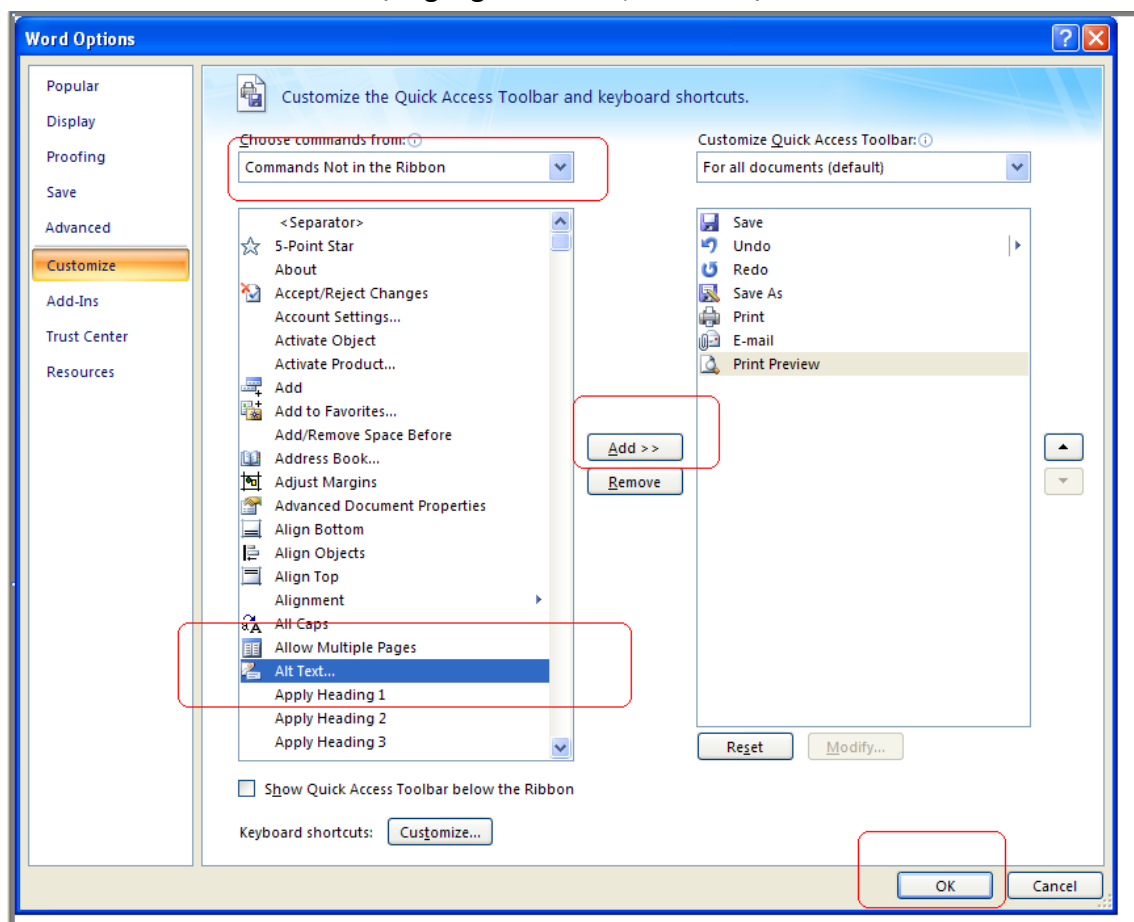 Word Options
Popular
Display
Proofing
Save
Advanced
Customize
Add-Ins
Trust Center
Resources
Customize the Quick Access Toolbar and keyboard shortcuts.
Choose commands from:
Commands Not in the Ribbon
<Separator>
5-Point Star
About
Accept/Reject Changes
Account Settings...
Activate Object
Activate Product...
Add
Add to Favorites...
Add/Remove Space Before
Address Book...
Adjust Margins
Advanced Document Properties
Align Bottom
Align Objects
Align Top
Alignment
All Caps
Allow Multiple Pages
Alt Text...
Apply Heading 1
Apply Heading 2
Apply Heading 3
Add >>
Remove
Customize Quick Access Toolbar:
For all documents (default)
Save
Undo
Redo
Save As
Print
E-mail
Print Preview
Reset
Modify...
Show Quick Access Toolbar below the Ribbon
Keyboard shortcuts:
Customize...
OK
Cancel